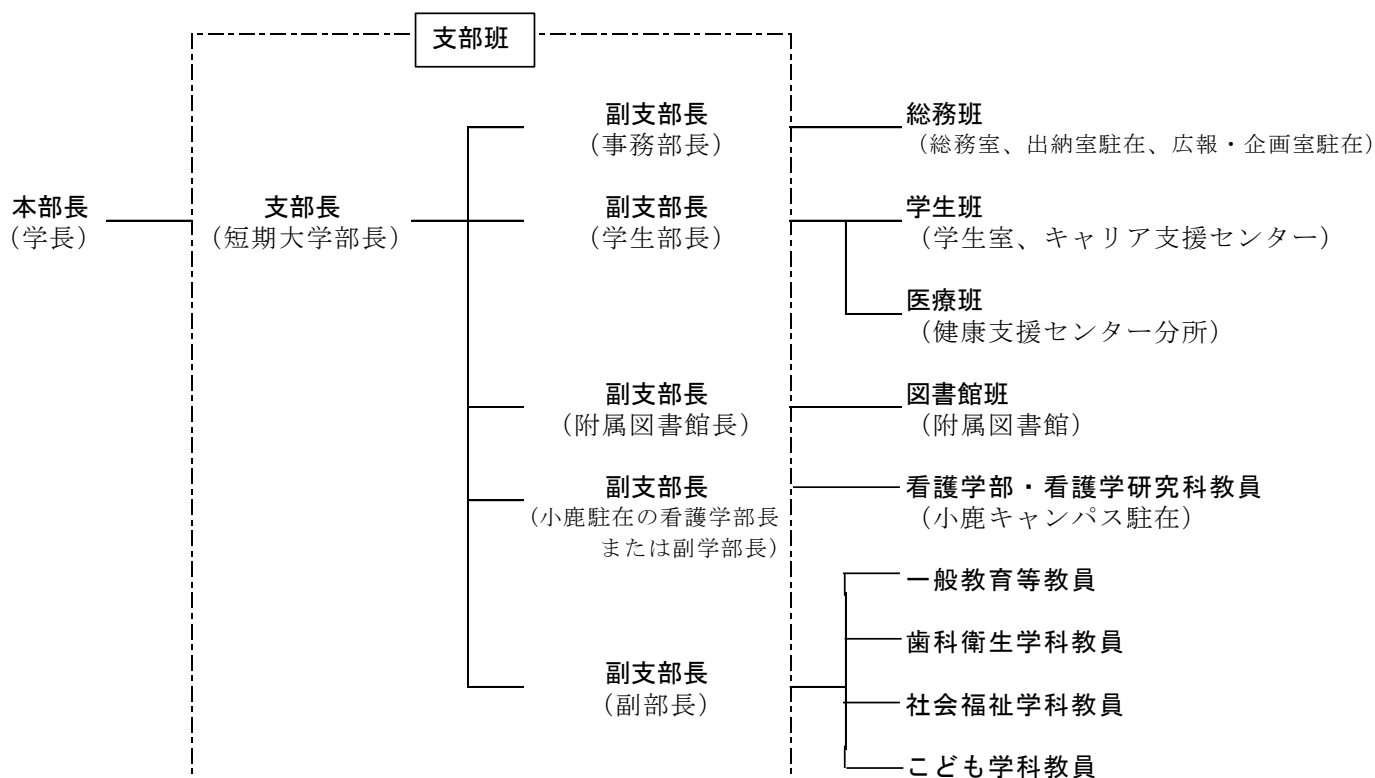 支部班
本部長
（学長）
支部長
（短期大学部長）
副支部長
（事務部長）
総務班
（総務室、出納室駐在、広報・企画室駐在）
副支部長
（学生部長）
学生班
（学生室、キャリア支援センター）
医療班
（健康支援センター分所）
副支部長
（附属図書館長）
図書館班
（附属図書館）
副支部長
（小鹿駐在の看護学部長
または副学部長）
看護学部・看護学研究科教員
（小鹿キャンパス駐在）
副支部長
（副部長）
一般教育等教員
歯科衛生学科教員
社会福祉学科教員
こども学科教員